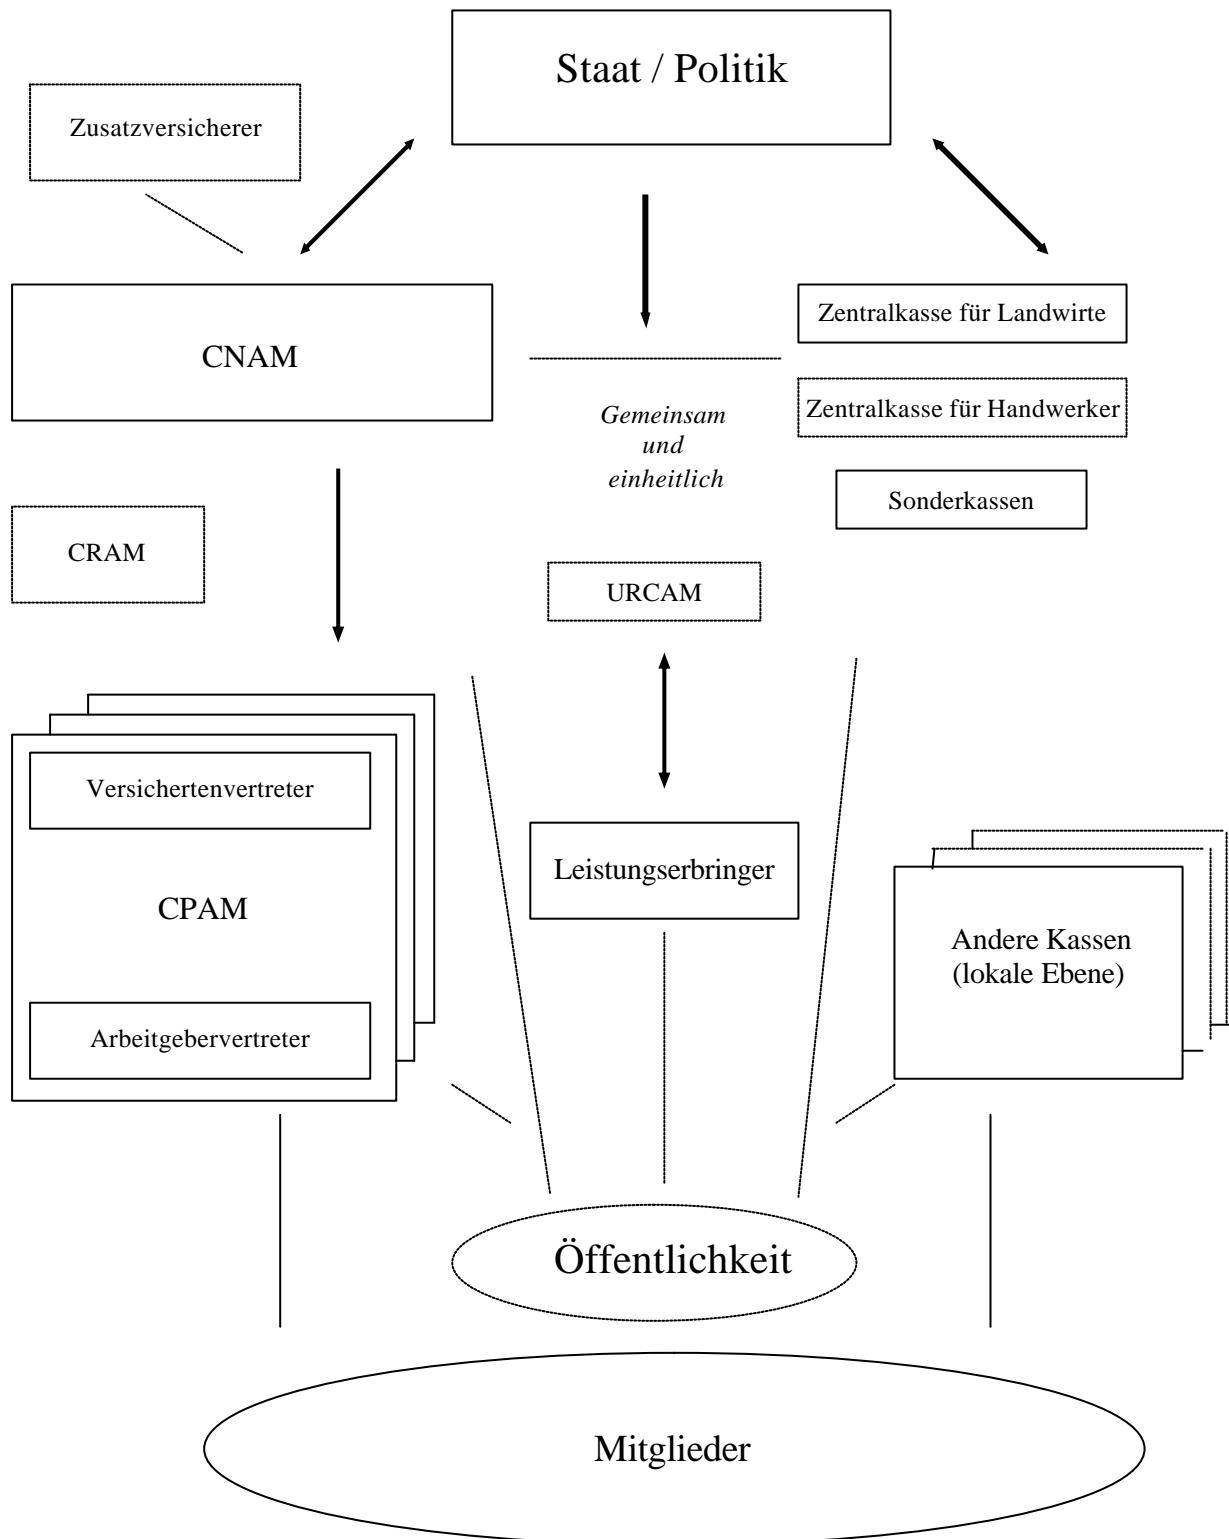 Staat / Politik
Zusatzversicherer
CNAM
Zentralkasse für Landwirte
Zentralkasse für Handwerker
Sonderkassen
Gemeinsam
und
einheitlich
CRAM
URCAM
Versichertenvertreter
CPAM
Arbeitgebervertreter
Leistungserbringer
Andere Kassen
(lokale Ebene)
Öffentlichkeit
Mitglieder